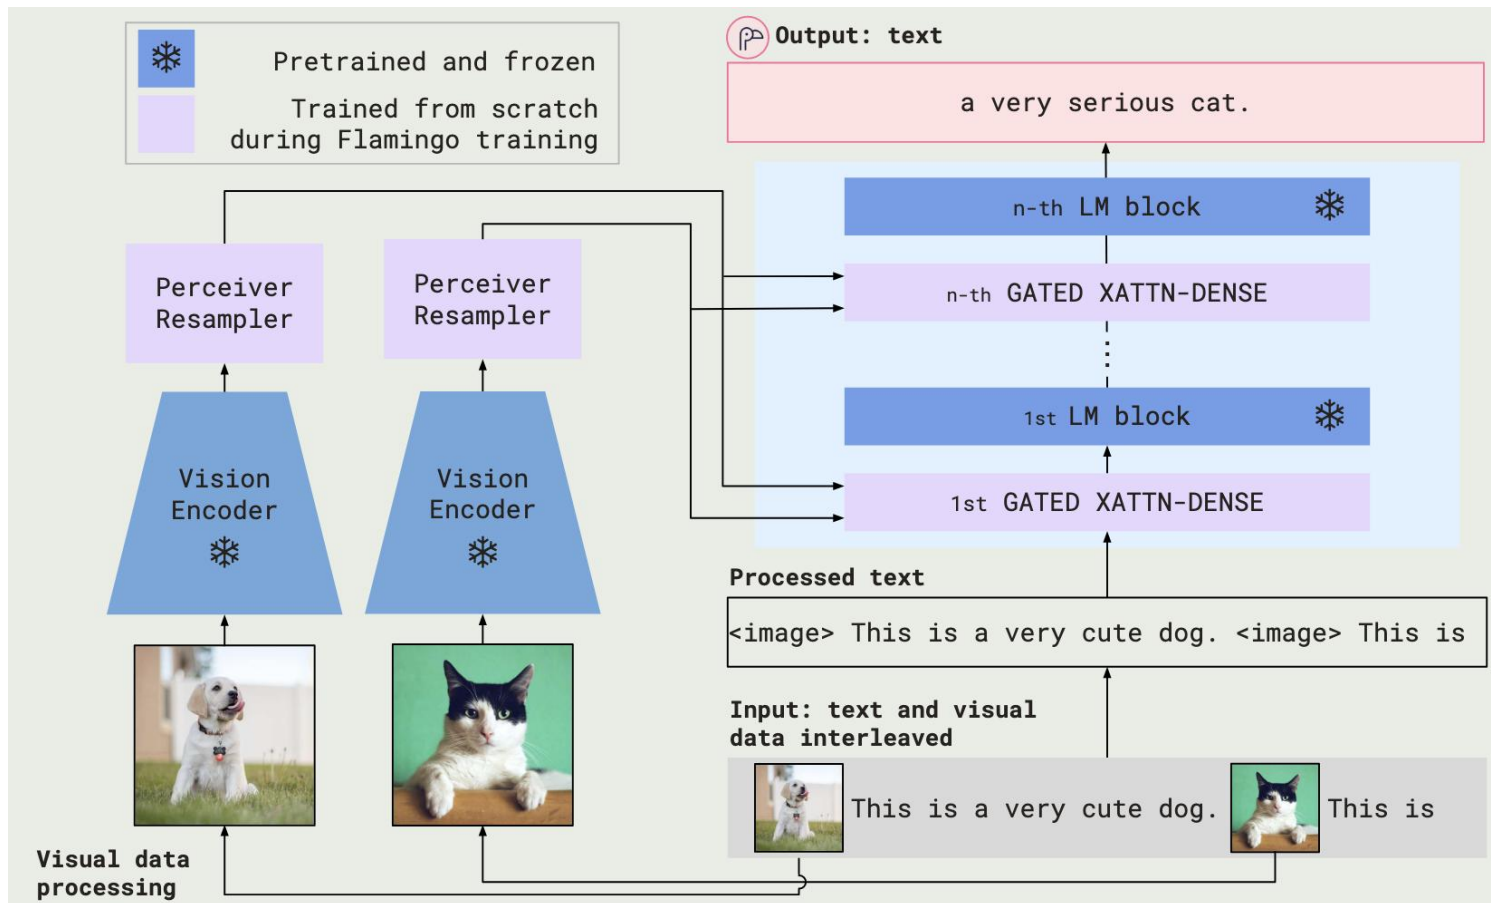 Pretrained and frozen
Trained from scratch
during Flamingo training
Output: text
a very serious cat.
n-th LM block
n-th GATED XATTN-DENSE
1st LM block
1st GATED XATTN-DENSE
Perceiver
Resampler
Perceiver
Resampler
Vision
Encoder
Vision
Encoder
Processed text
<image> This is a very cute dog. <image> This is
Input: text and visual
data interleaved
This is a very cute dog.
This is
Visual data
processing